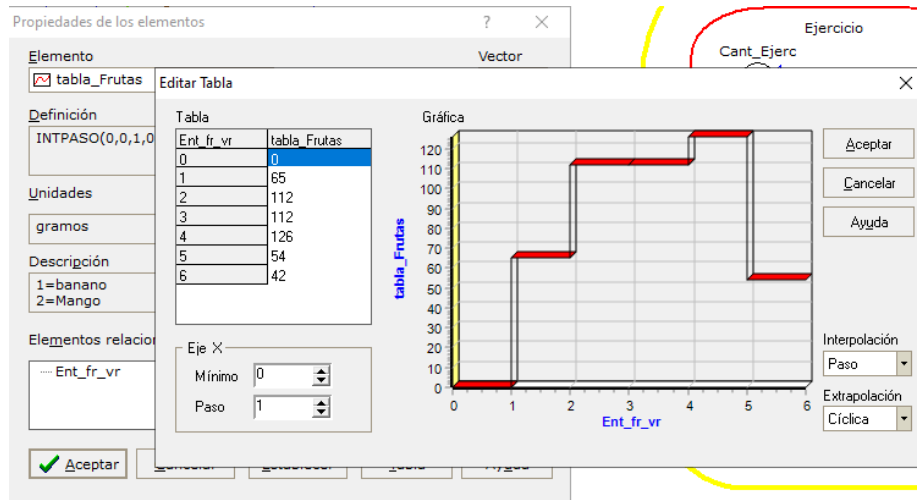 Propiedades de los elementos
?
Elemento
Vector
tabla_Frutas
Definición
INTPASO(0,0,1,0
Unidades
gramos
Descripción
1=banano
2=Mango
Elementos relacion
Ent_fr_vr
Aceptar
Ejercicio
Cant_Ejerc
Editar Tabla
Tabla
Ent_fr_vr tabla_Frutas
0 0
1 65
2 112
3 112
4 126
5 54
6 42
Eje X
Mínimo 0
Paso 1
Gráfica
120
110
100
90
80
70
60
50
40
30
20
10
0
tabla_Frutas
0 1 2 3 4 5 6
Ent_fr_vr
Aceptar
Cancelar
Ayuda
Interpolación
Paso
Extrapolación
Cíclica